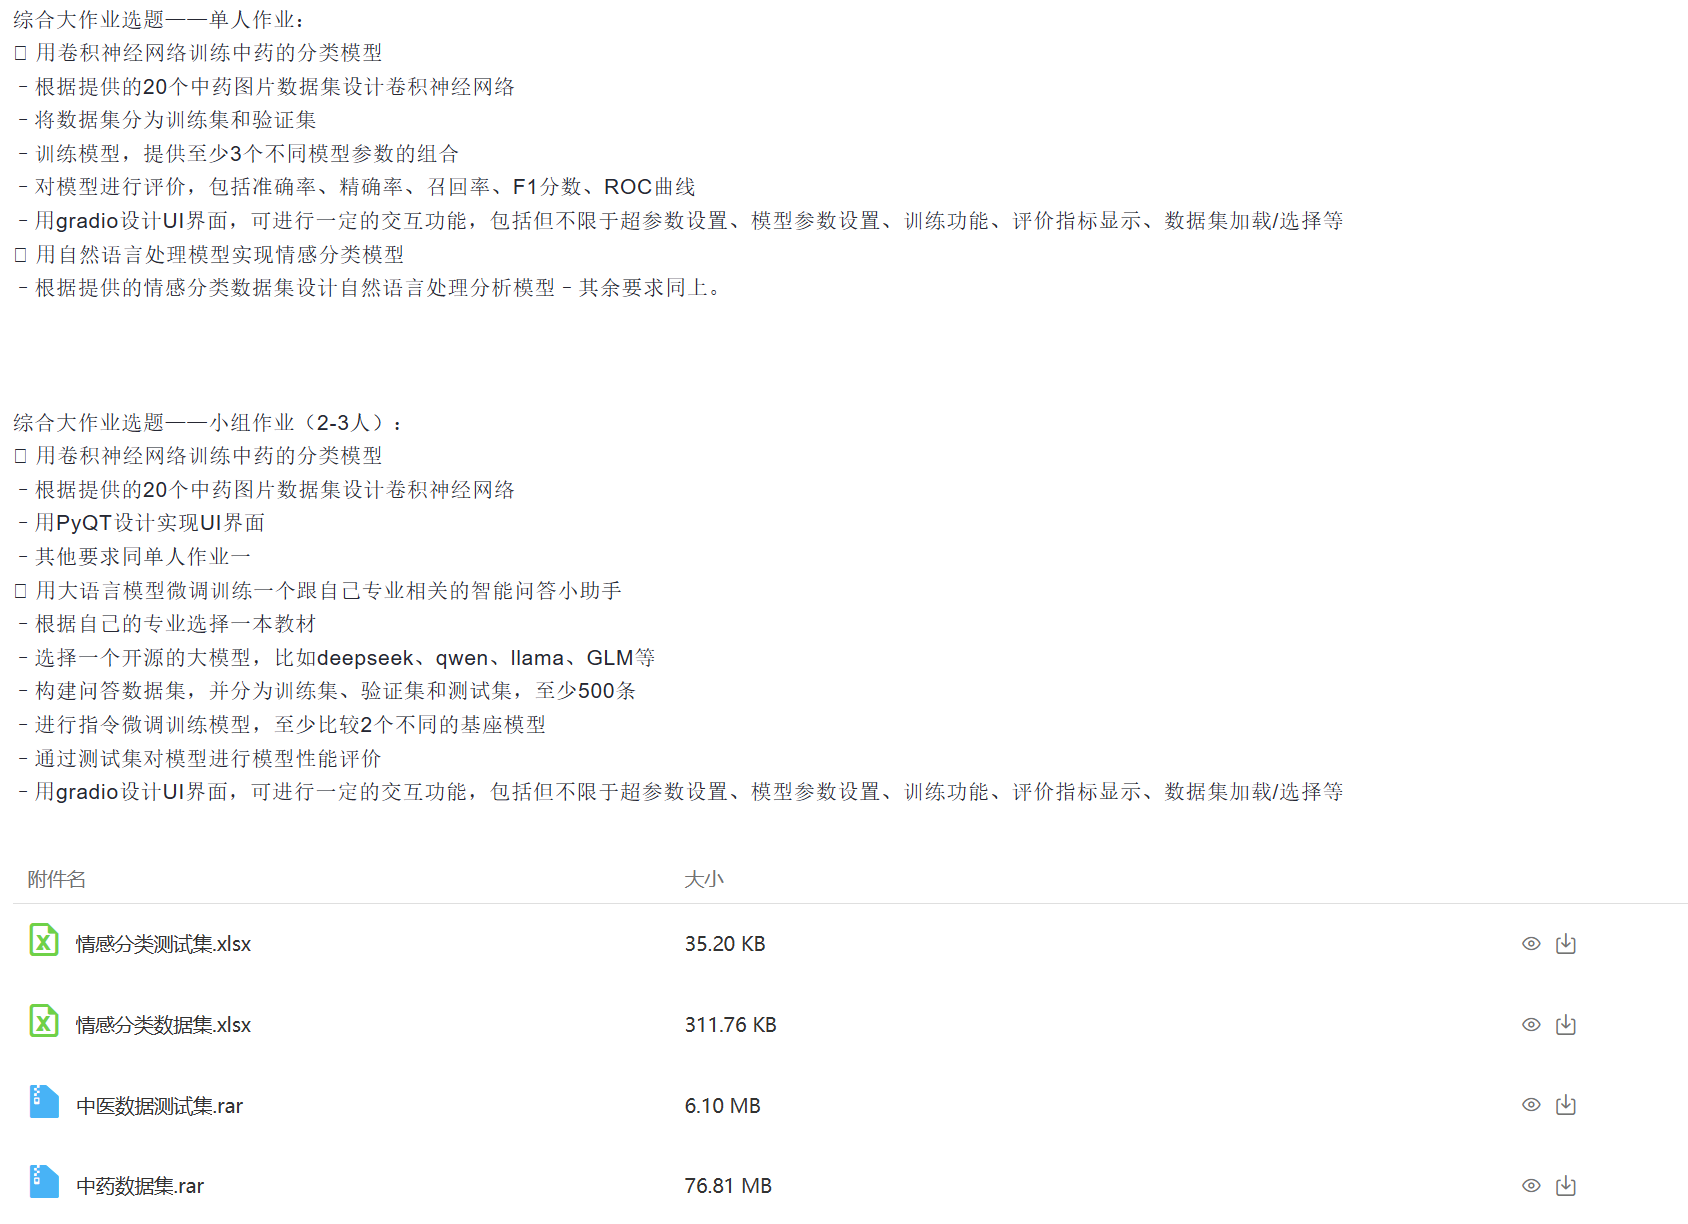 综合大作业选题——单人作业：
□ 用卷积神经网络训练中药的分类模型
- 根据提供的20个中药图片数据集设计卷积神经网络
- 将数据集分为训练集和验证集
- 训练模型，提供至少3个不同模型参数的组合
- 对模型进行评价，包括准确率、精确率、召回率、F1分数、ROC曲线
- 用gradio设计UI界面，可进行一定的交互功能，包括但不限于超参数设置、模型参数设置、训练功能、评价指标显示、数据集加载/选择等
□ 用自然语言处理模型实现情感分类模型
- 根据提供的情感分类数据集设计自然语言处理分析模型 - 其余要求同上。
综合大作业选题——小组作业（2-3人）：
□ 用卷积神经网络训练中药的分类模型
- 根据提供的20个中药图片数据集设计卷积神经网络
- 用PyQT设计实现UI界面
- 其他要求同单人作业一
□ 用大语言模型微调训练一个跟自己专业相关的智能问答小助手
- 根据自己的专业选择一本教材
- 选择一个开源的大模型，比如deepseek、qwen、llama、GLM等
- 构建问答数据集，并分为训练集、验证集和测试集，至少500条
- 进行指令微调训练模型，至少比较2个不同的基座模型
- 通过测试集对模型进行模型性能评价
- 用gradio设计UI界面，可进行一定的交互功能，包括但不限于超参数设置、模型参数设置、训练功能、评价指标显示、数据集加载/选择等
附件名 大小
情感分类测试集.xlsx 35.20 KB
情感分类数据集.xlsx 311.76 KB
中医数据测试集.rar 6.10 MB
中药数据集.rar 76.81 MB